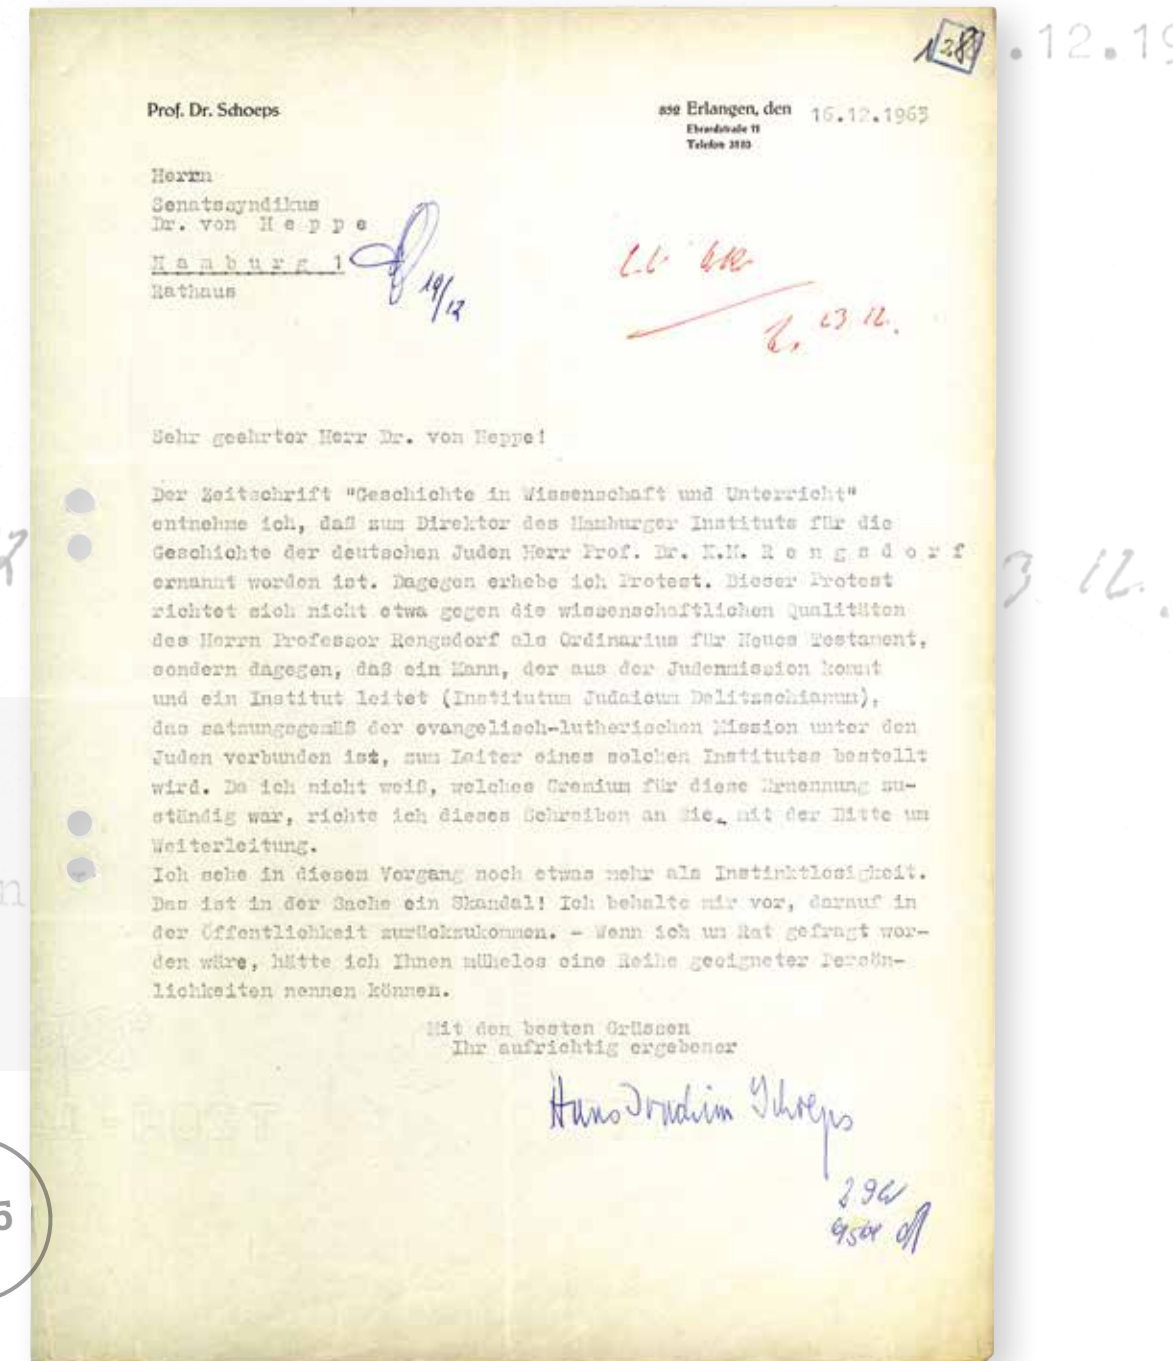 128
.12.19
Prof. Dr. Schoeps
852 Erlangen, den 16.12.1963
Ebrardstraße 11
Telefon
Herrn
Senatssyndikus
Dr. von H e p p e
H a m b u r g 1
Rathaus
19/12
23 12.
Sehr geehrter Herr Dr. von Heppe!
Der Zeitschrift "Geschichte in Wissenschaft und Unterricht"
entnehme ich, daß zum Direktor des Hamburger Instituts für die
Geschichte der deutschen Juden Herr Prof. Dr. K.H. R e n g s d o r f
ernannt worden ist. Dagegen erhebe ich Protest. Dieser Protest
richtet sich nicht etwa gegen die wissenschaftlichen Qualitäten
des Herrn Professor Rengsdorf als Ordinarius für Neues Testament,
sondern dagegen, daß ein Mann, der aus der Judenmission kommt
und ein Institut leitet (Institutum Judaicum Delitzschianum),
das satzungsgemäß der evangelisch-lutherischen Mission unter den
Juden verbunden ist, zum Leiter eines solchen Institutes bestellt
wird. Da ich nicht weiß, welches Gremium für diese Ernennung zu-
ständig war, richte ich dieses Schreiben an Sie, mit der Bitte um
Weiterleitung.
Ich sehe in diesem Vorgang noch etwas mehr als Instinktlosigkeit.
Das ist in der Sache ein Skandal! Ich behalte mir vor, darauf in
der Öffentlichkeit zurückzukommen. - Wenn ich um Rat gefragt wor-
den wäre, hätte ich Ihnen mühelos eine Reihe geeigneter Persön-
lichkeiten nennen können.
Mit den besten Grüssen
Ihr aufrichtig ergebener
Hans Joachim Schoeps
3 12.